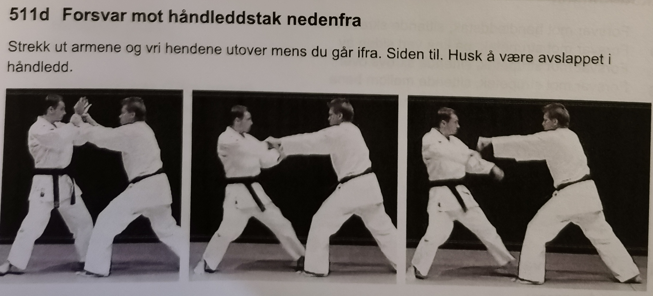 511d Forsvar mot håndleddstak nedenfra
Strekk ut armene og vri hendene utover mens du går ifra. Siden til. Husk å være avslappet i
håndledd.